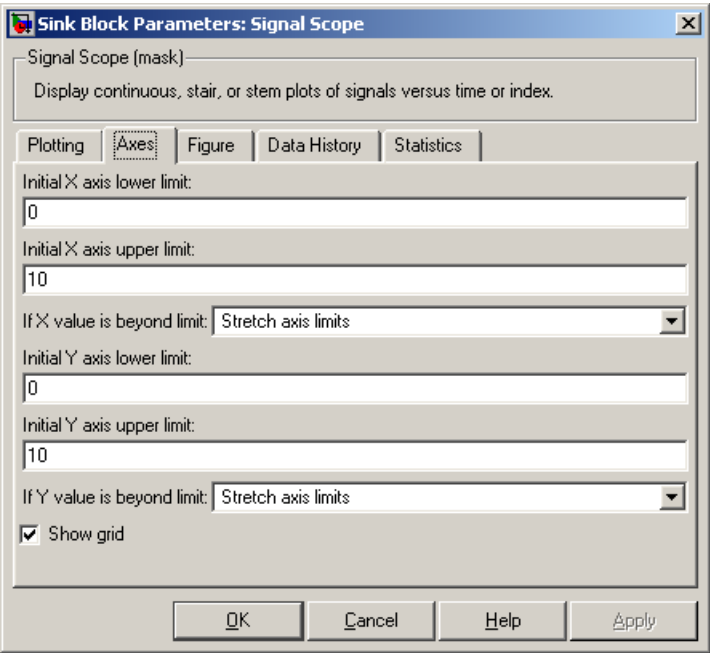 Sink Block Parameters: Signal Scope
Signal Scope (mask)
Display continuous, stair, or stem plots of signals versus time or index.
Plotting Axes Figure Data History Statistics
Initial X axis lower limit:
0
Initial X axis upper limit:
10
If X value is beyond limit: Stretch axis limits
Initial Y axis lower limit:
0
Initial Y axis upper limit:
10
If Y value is beyond limit: Stretch axis limits
Show grid
OK Cancel Help Apply